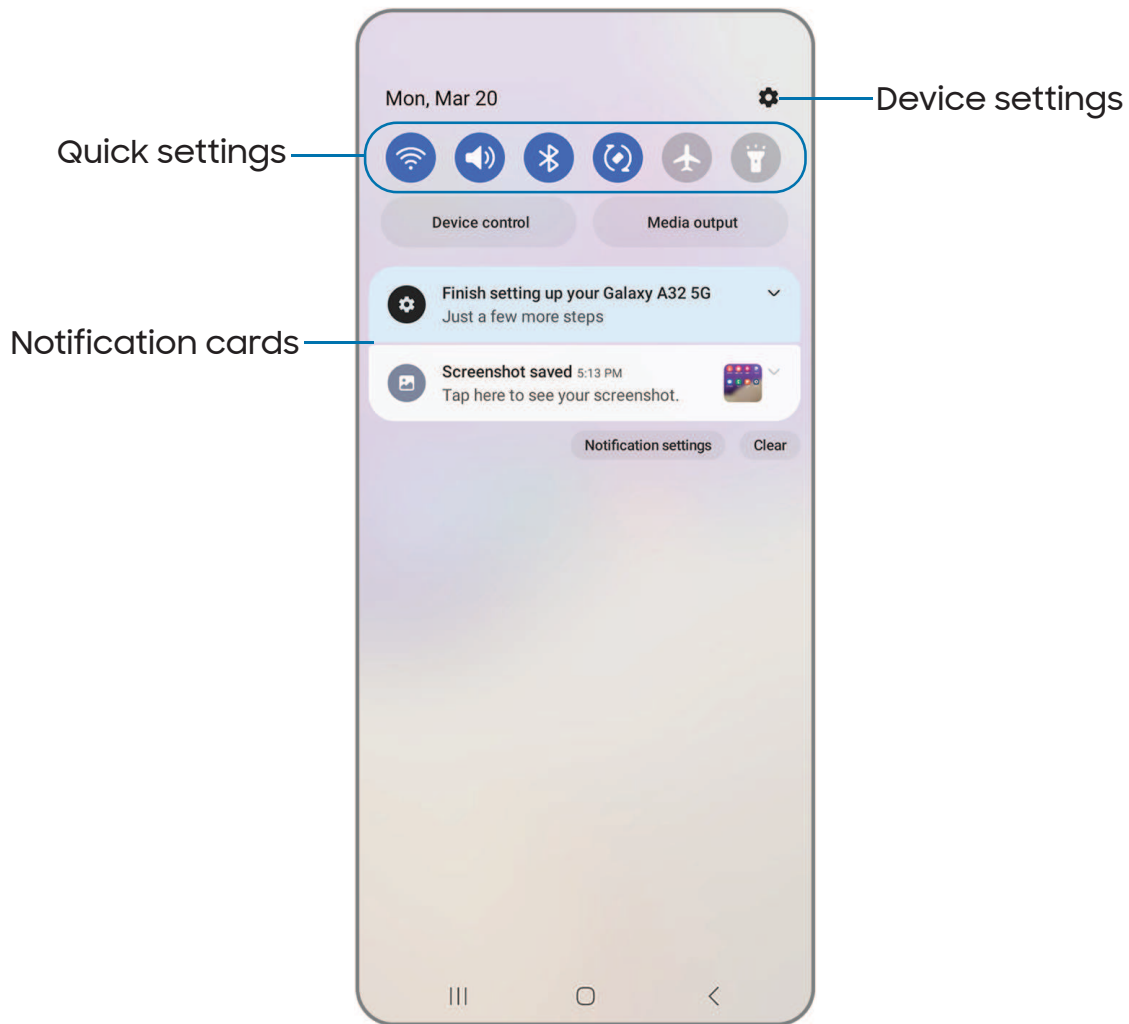 Mon, Mar 20
Device settings
Quick settings
Device control
Media output
Finish setting up your Galaxy A32 5G
Just a few more steps
Notification cards
Screenshot saved 5:13 PM
Tap here to see your screenshot.
Notification settings
Clear